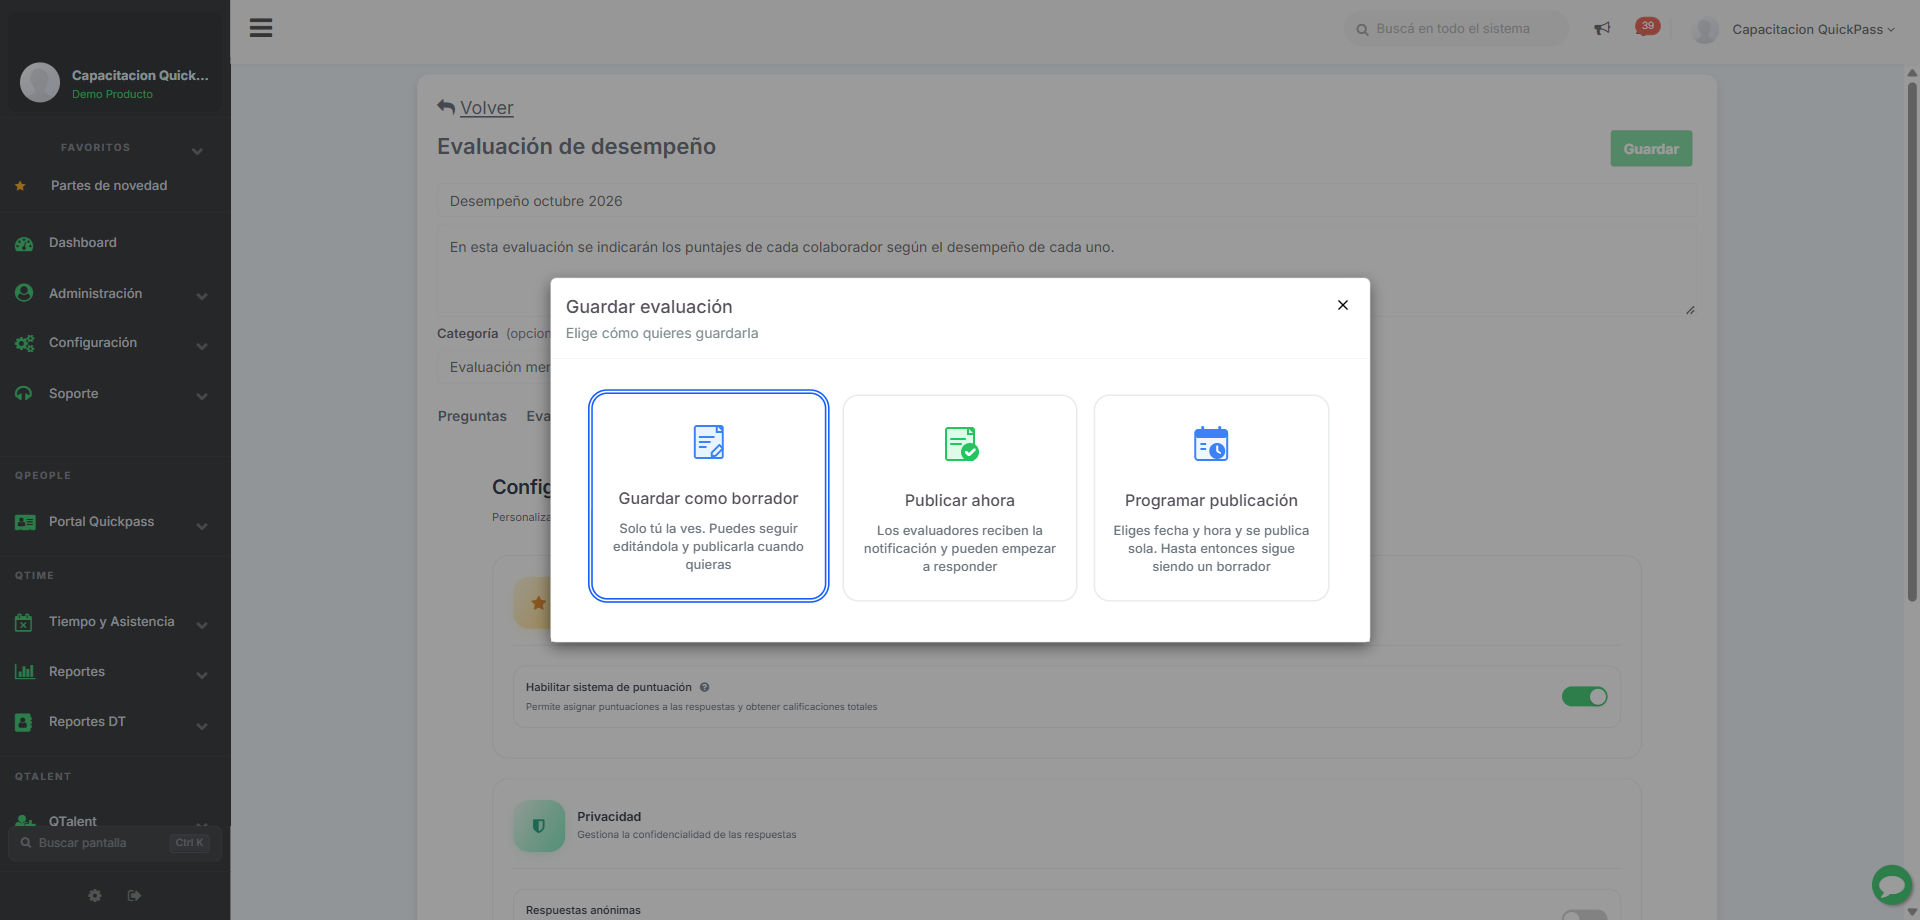 Capacitacion Quick...
Demo Producto
FAVORITOS
Partes de novedad
Dashboard
Administración
Configuración
Soporte
QPEOPLE
Portal Quickpass
QTIME
Tiempo y Asistencia
Reportes
Reportes DT
QTALENT
QTalent
Buscar pantalla
Ctrl K
Buscá en todo el sistema
39
Capacitacion QuickPass
Volver
Evaluación de desempeño
Guardar
Desempeño octubre 2026
En esta evaluación se indicarán los puntajes de cada colaborador según el desempeño de cada uno.
Categoría (opcion
Evaluación mer
Preguntas Eva
Config
Personaliza
Guardar evaluación
Elige cómo quieres guardarla
Guardar como borrador
Solo tú la ves. Puedes seguir
editándola y publicarla cuando
quieras
Publicar ahora
Los evaluadores reciben la
notificación y pueden empezar
a responder
Programar publicación
Eliges fecha y hora y se publica
sola. Hasta entonces sigue
siendo un borrador
Habilitar sistema de puntuación
Permite asignar puntuaciones a las respuestas y obtener calificaciones totales
Privacidad
Gestiona la confidencialidad de las respuestas
Respuestas anónimas